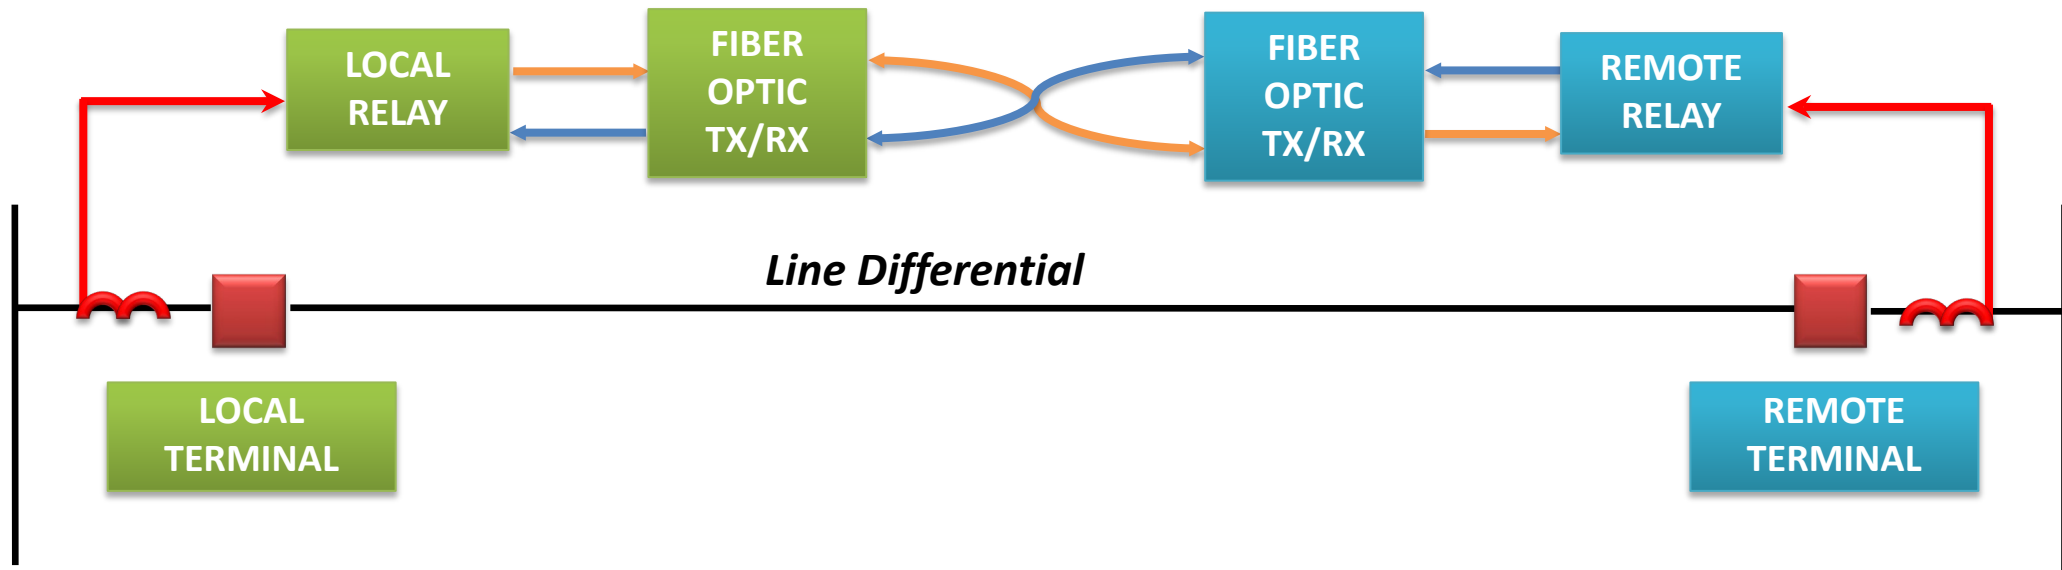 LOCAL
RELAY
FIBER
OPTIC
TX/RX
FIBER
OPTIC
TX/RX
REMOTE
RELAY
Line Differential
LOCAL
TERMINAL
REMOTE
TERMINAL